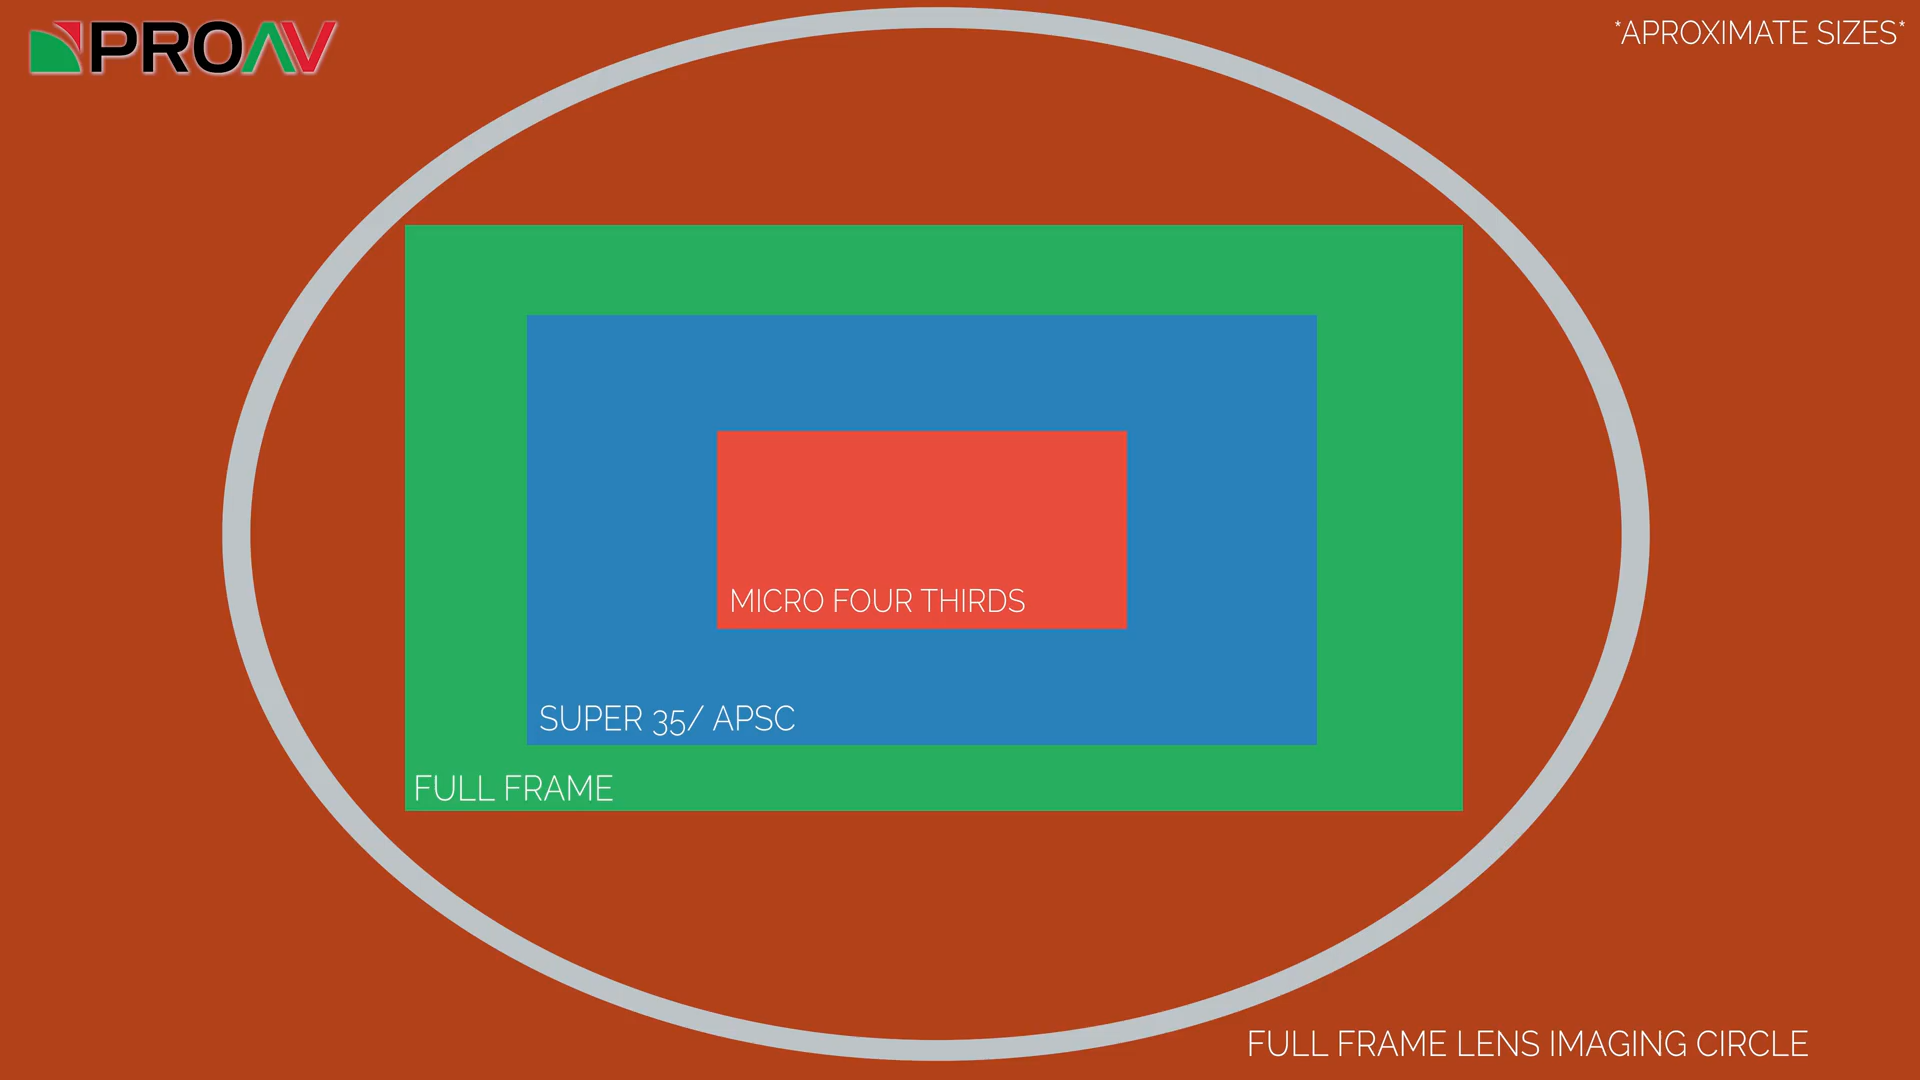 PROAV
*APROXIMATE SIZES*
MICRO FOUR THIRDS
SUPER 35/ APSC
FULL FRAME
FULL FRAME LENS IMAGING CIRCLE